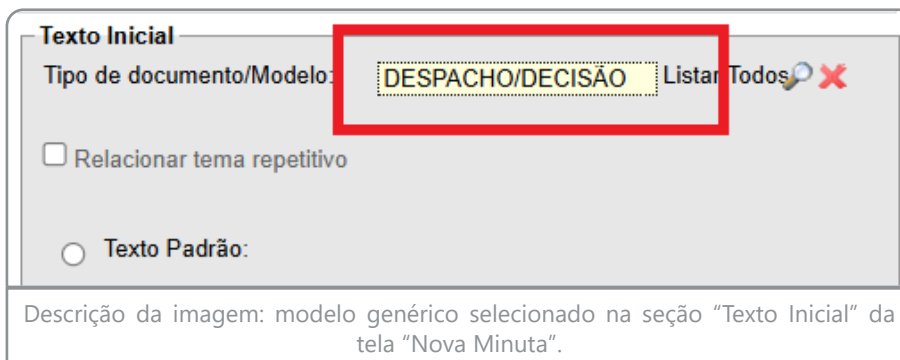 Texto Inicial
Tipo de documento/Modelo: DESPACHO/DECISÃO Listar Todos
Relacionar tema repetitivo
Texto Padrão:
Descrição da imagem: modelo genérico selecionado na seção “Texto Inicial” da
tela “Nova Minuta”.